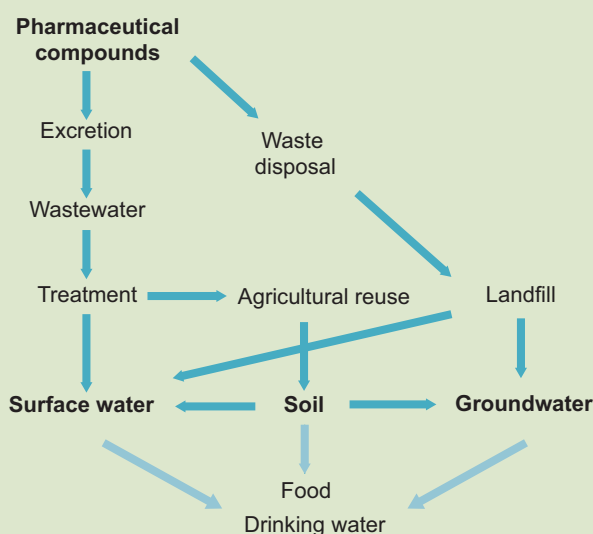 Pharmaceutical
compounds
Excretion
Waste
disposal
Wastewater
Treatment
Agricultural reuse
Landfill
Surface water
Soil
Groundwater
Food
Drinking water